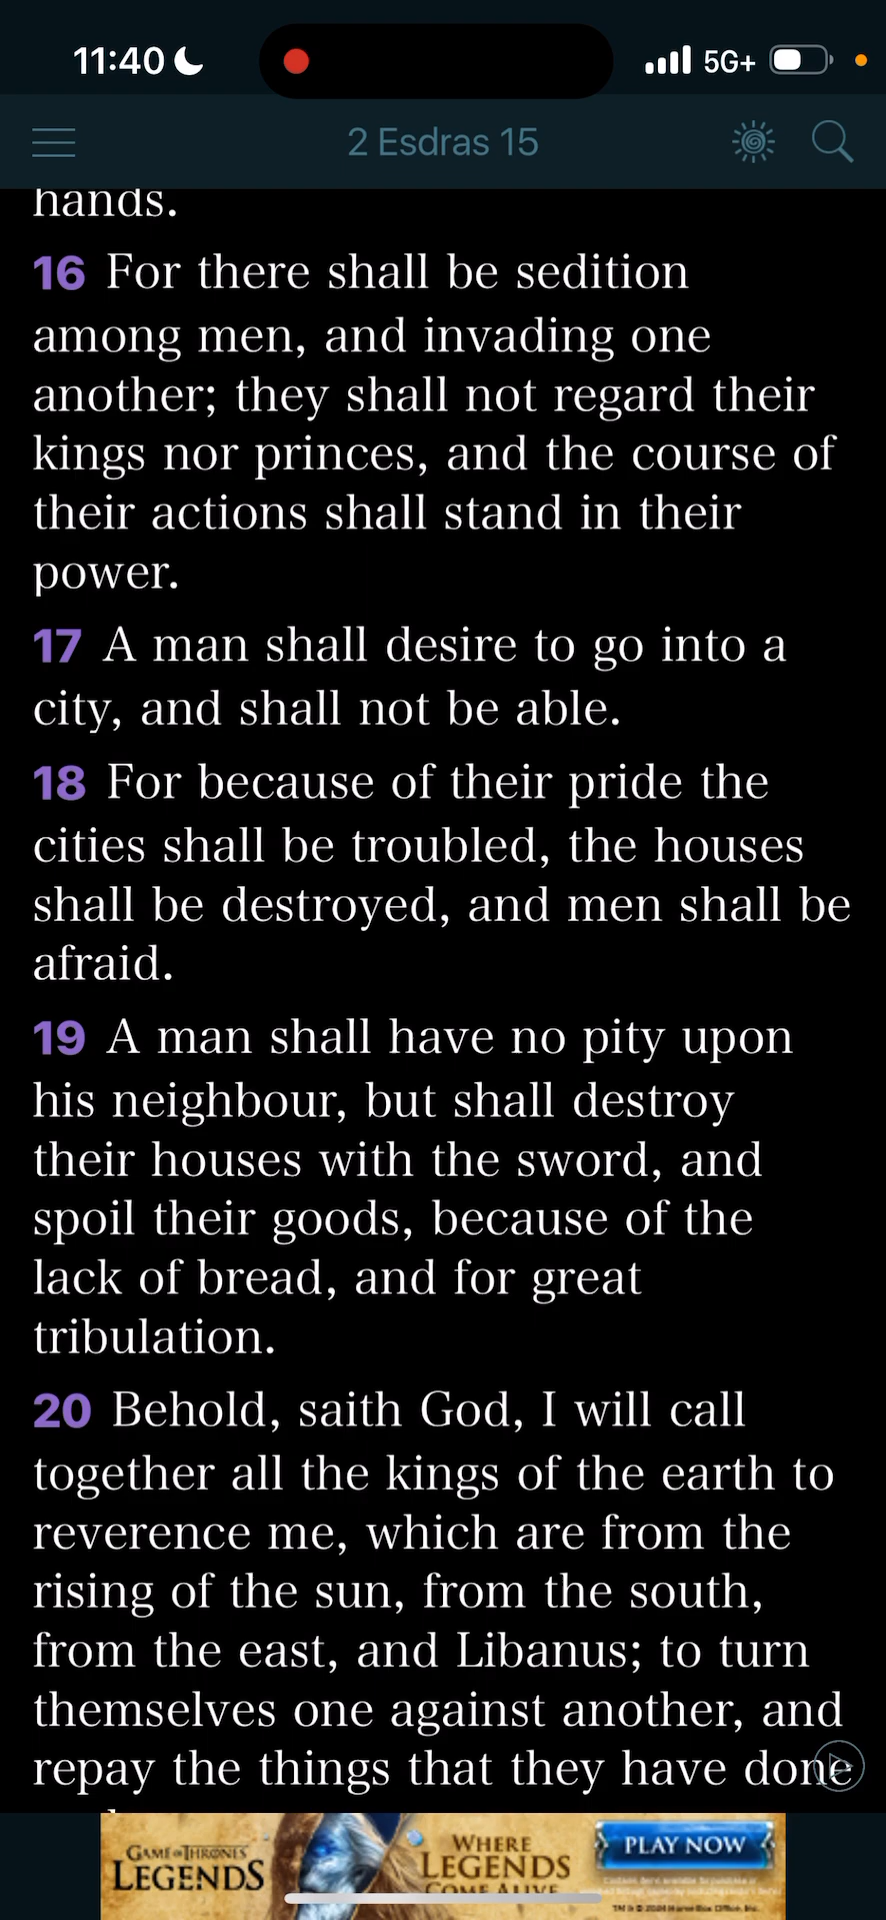 11:40
5G+
2 Esdras 15
hands.
16 For there shall be sedition
among men, and invading one
another; they shall not regard their
kings nor princes, and the course of
their actions shall stand in their
power.
17 A man shall desire to go into a
city, and shall not be able.
18 For because of their pride the
cities shall be troubled, the houses
shall be destroyed, and men shall be
afraid.
19 A man shall have no pity upon
his neighbour, but shall destroy
their houses with the sword, and
spoil their goods, because of the
lack of bread, and for great
tribulation.
20 Behold, saith God, I will call
together all the kings of the earth to
reverence me, which are from the
rising of the sun, from the south,
from the east, and Libanus; to turn
themselves one against another, and
repay the things that they have done
GAME OF THRONES
LEGENDS
WHERE
LEGENDS
COME ALIVE
PLAY NOW